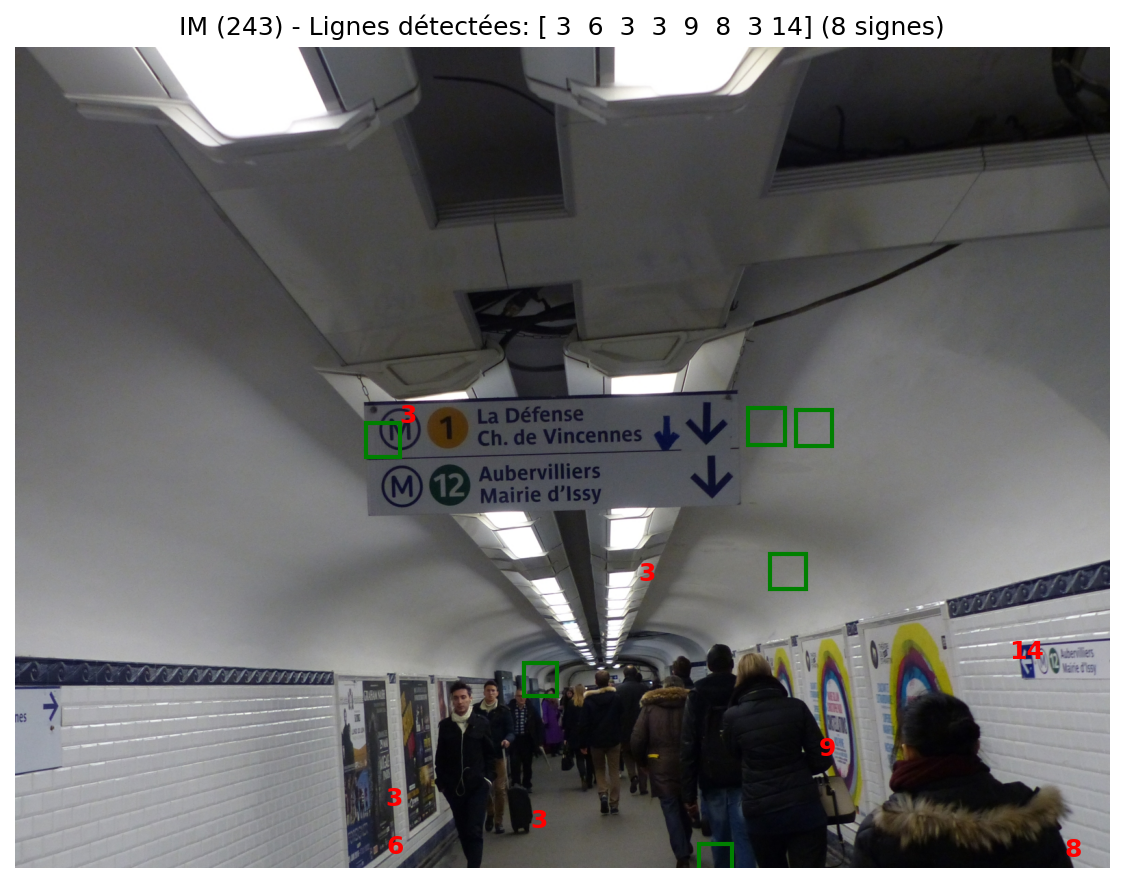 IM (243) - Lignes détectées: [ 3 6 3 3 9 8 3 14] (8 signes)
3
M 1 La Défense
Ch. de Vincennes
M 12 Aubervilliers
Mairie d'Issy
3
14
M 12 Aubervilliers
Mairie d'Issy
nes
9
3
3
6
8